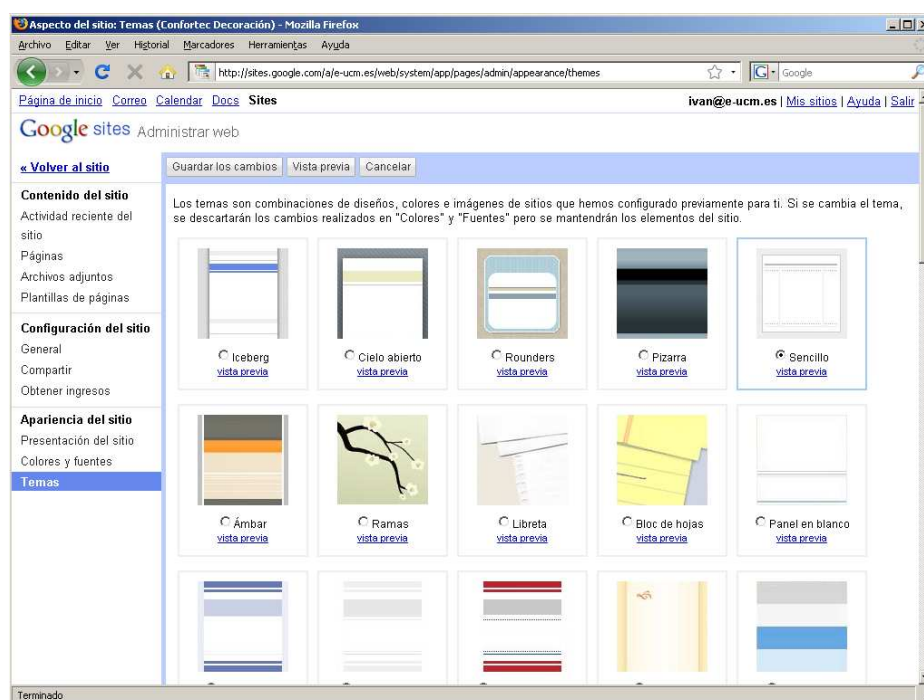 Aspecto del sitio: Temas (Confortec Decoración) - Mozilla Firefox
Archivo Editar Ver Historial Marcadores Herramientas Ayuda
http://sites.google.com/a/e-ucm.es/web/system/app/pages/admin/appearance/themes
G Google
Página de inicio Correo Calendar Docs Sites
ivan@e-ucm.es | Mis sitios | Ayuda | Salir
Google sites Administrar web
« Volver al sitio
Guardar los cambios Vista previa Cancelar
Contenido del sitio
Actividad reciente del
sitio
Páginas
Archivos adjuntos
Plantillas de páginas
Configuración del sitio
General
Compartir
Obtener ingresos
Apariencia del sitio
Presentación del sitio
Colores y fuentes
Temas
Los temas son combinaciones de diseños, colores e imágenes de sitios que hemos configurado previamente para ti. Si se cambia el tema,
se descartarán los cambios realizados en "Colores" y "Fuentes" pero se mantendrán los elementos del sitio.
Iceberg
vista previa
Cielo abierto
vista previa
Rounders
vista previa
Pizarra
vista previa
Sencillo
vista previa
Ámbar
vista previa
Ramas
vista previa
Libreta
vista previa
Bloc de hojas
vista previa
Panel en blanco
vista previa
Terminado